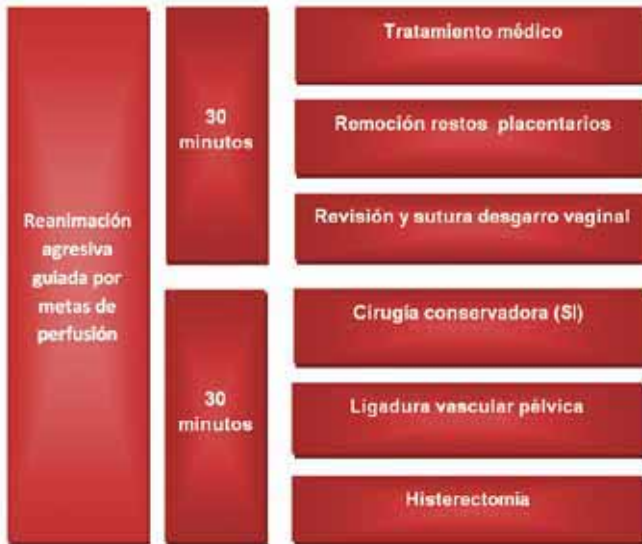 Reanimación
agresiva
guiada por
metas de
perfusión
30
minutos
Tratamiento médico
Remoción restos placentarios
Revisión y sutura desgarro vaginal
30
minutos
Cirugía conservadora (SI)
Ligadura vascular pélvica
Histerectomia